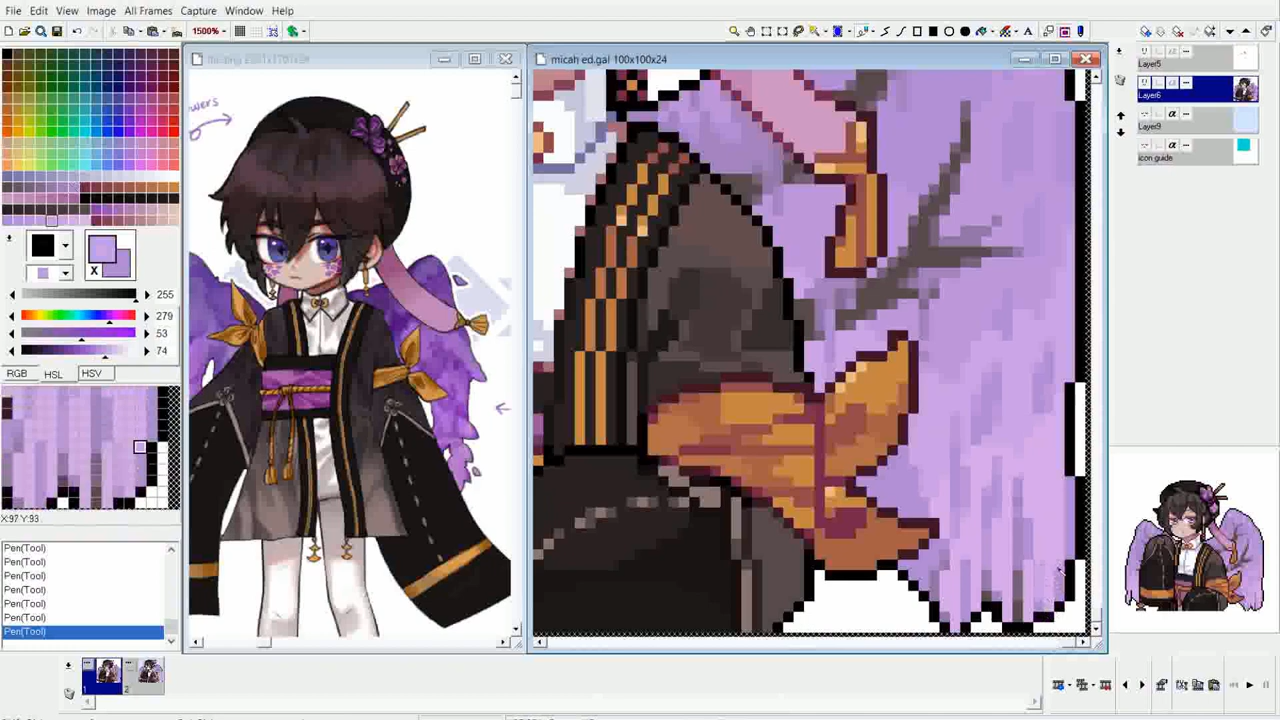 File Edit View Image All Frames Capture Window Help
1500%
micah ed.gal 100x100x24
Layer5
Layer6
Layer9
icon guide
wers
X
255
279
53
74
RGB HSL HSV
X:97 Y:93
Pen(Tool)
Pen(Tool)
Pen(Tool)
Pen(Tool)
Pen(Tool)
Pen(Tool)
Pen(Tool)
1 2